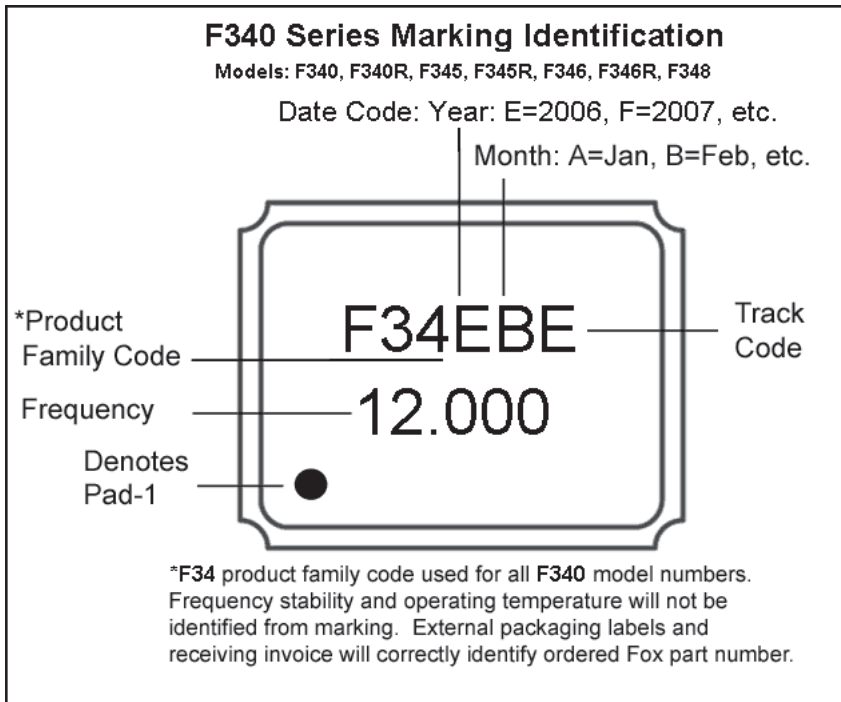 F340 Series Marking Identification
Models: F340, F340R, F345, F345R, F346, F346R, F348
Date Code: Year: E=2006, F=2007, etc.
Month: A=Jan, B=Feb, etc.
*Product
Family Code
F34EBE
Track
Code
Frequency
12.000
Denotes
Pad-1
*F34 product family code used for all F340 model numbers.
Frequency stability and operating temperature will not be
identified from marking. External packaging labels and
receiving invoice will correctly identify ordered Fox part number.